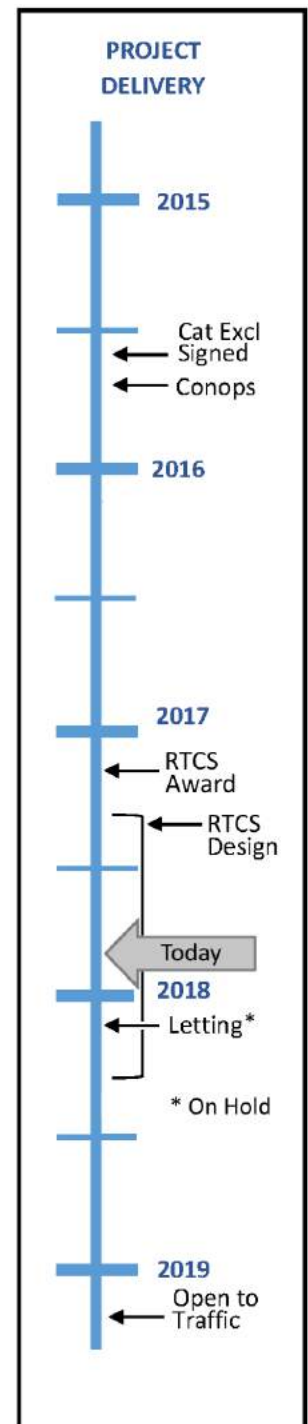 PROJECT
DELIVERY
2015
Cat Excl
Signed
Conops
2016
2017
RTCS
Award
RTCS
Design
Today
2018
Letting*
* On Hold
2019
Open to
Traffic